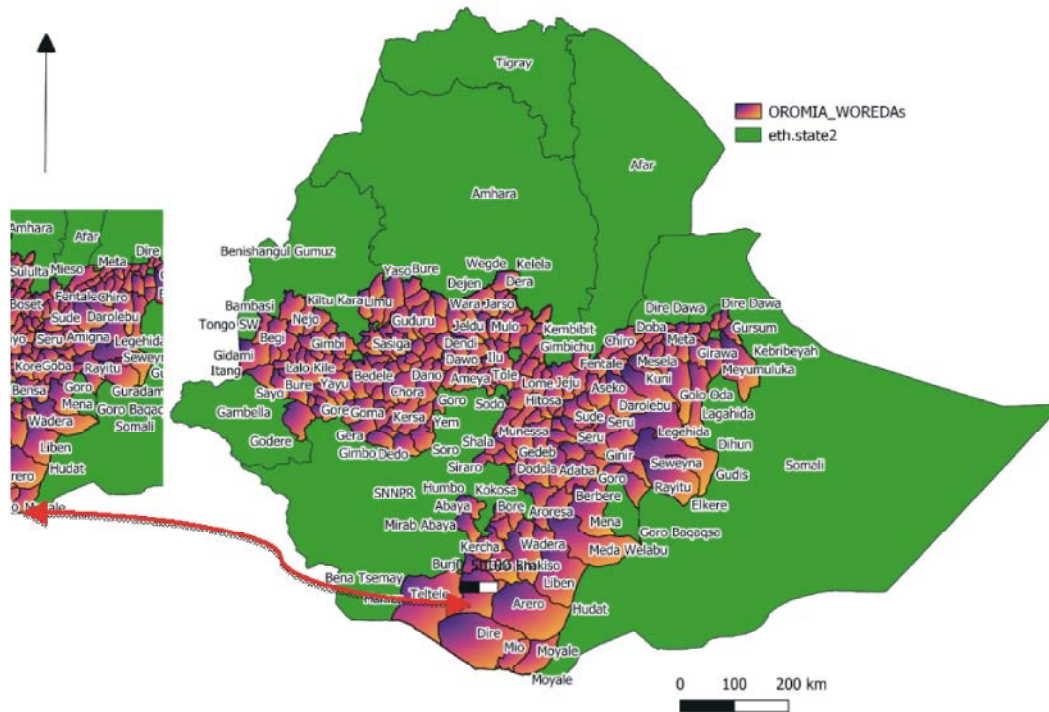 Tigray
OROMIA_WOREDAs
eth.state2
Afar
Amhara
Amhara
Afar
Dire
Benishangul Gumuz
Wegde Kelela
Yaso Bure
Dejen Dera
Sululta Mieso Meta
Bambasi Kiltu Kara Limu Wara Jarso
Boset Fentale Chiro
Dire Dawa Dire Dawa
Tongo SW Nejo Guduru Jeldu Mulo Kembibit Doba Gursum
Sude Darolebu
Begi Gimbi Sasiga Dendi Gimbichu Chiro Meta Kebribeyah
Seru Amigna Legehida
Gidami Dawo Ilu Fentale Mesela Girawa
Kore Goba Rayitu Seweyna
Itang Lalo Kile Bedele Dano Ameya Tole Lome Jeju Kuni Meyumuluka
Bensa Goro Guradam
Sayo Bure Yayu Chora Goro Sodo Hitosa Aseko Golo Oda
Mena Goro Baqaq
Gambella Gore Goma Kersa Yem Darolebu Lagahida
Wadera Somali
Godere Gera Shala Munessa Sude Seru Legehida
Liben
Gimbo Dedo Soro Gedeb Seru Ginir Dihun
Hudat
Siraro Dodola Adaba Goro Seweyna Gudis Somali
SNNPR Humbo Kokosa Berbere Rayitu Elkere
Abaya Bore Aroresa Mena
Mirab Abaya Goro Baqaqsa
Kercha Wadera Meda Welabu
Bena Tsemay Liben
Teltele Arero Hudat
Dire Mio Moyale
Moyale
0 100 200 km